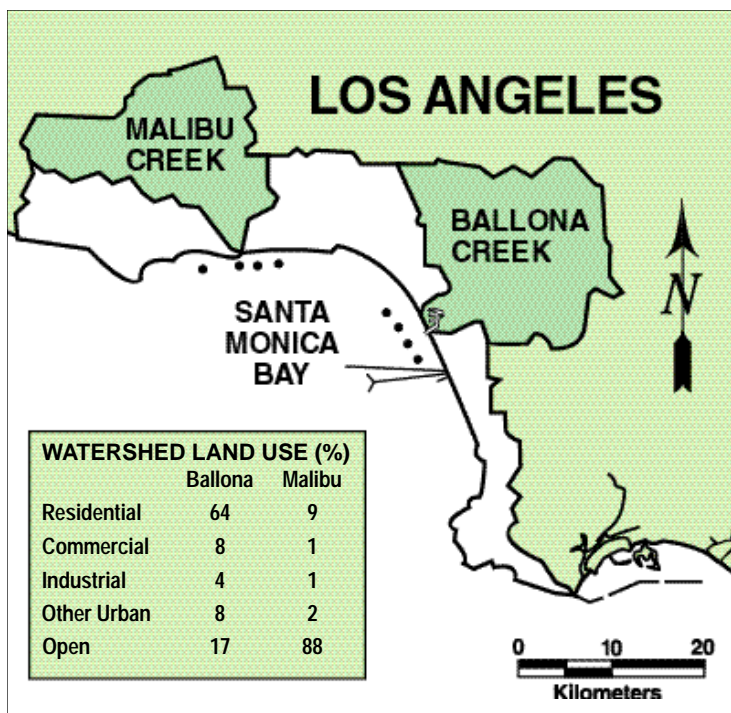 LOS ANGELES
MALIBU
CREEK
BALLONA
CREEK
N
SANTA
MONICA
BAY
WATERSHED LAND USE (%)
Ballona Malibu
Residential 64 9
Commercial 8 1
Industrial 4 1
Other Urban 8 2
Open 17 88
0 10 20
Kilometers